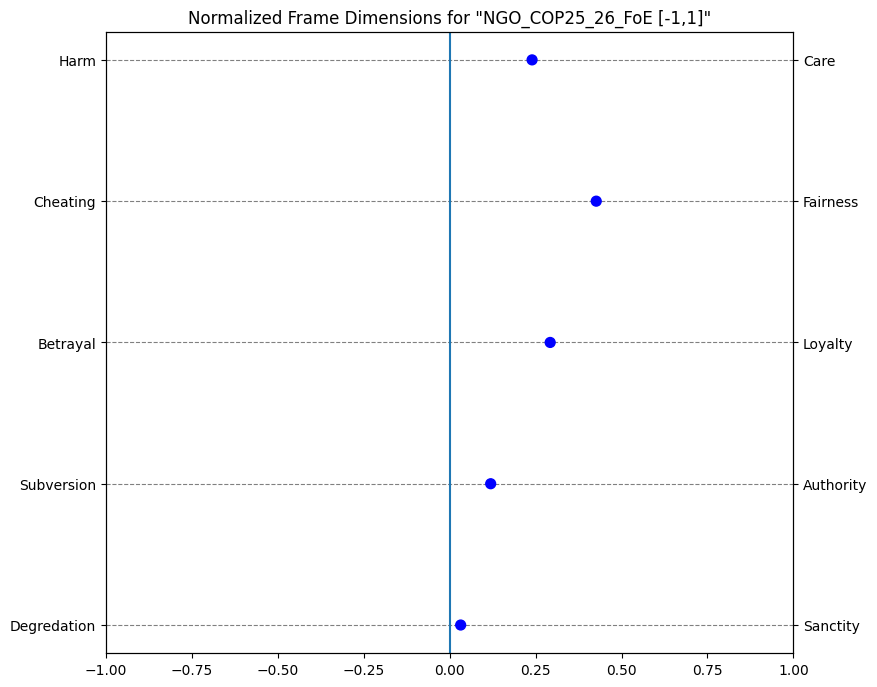 Normalized Frame Dimensions for "NGO_COP25_26_FoE [-1,1]"
Harm Care
Cheating Fairness
Betrayal Loyalty
Subversion Authority
Degredation Sanctity
−1.00 −0.75 −0.50 −0.25 0.00 0.25 0.50 0.75 1.00